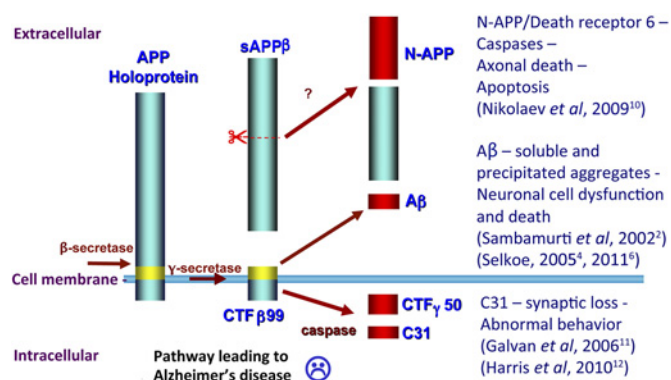 Extracellular
APP
Holoprotein
sAPPβ
?
N-APP
N-APP/Death receptor 6 –
Caspases –
Axonal death –
Apoptosis
(Nikolaev et al, 2009¹⁰)
Aβ
Aβ – soluble and
precipitated aggregates -
Neuronal cell dysfunction
and death
(Sambamurti et al, 2002²)
(Selkoe, 2005⁴, 2011⁶)
β-secretase
γ-secretase
Cell membrane
CTFβ99
caspase
CTFγ 50
C31
C31 – synaptic loss -
Abnormal behavior
(Galvan et al, 2006¹¹)
(Harris et al, 2010¹²)
Intracellular
Pathway leading to
Alzheimer's disease